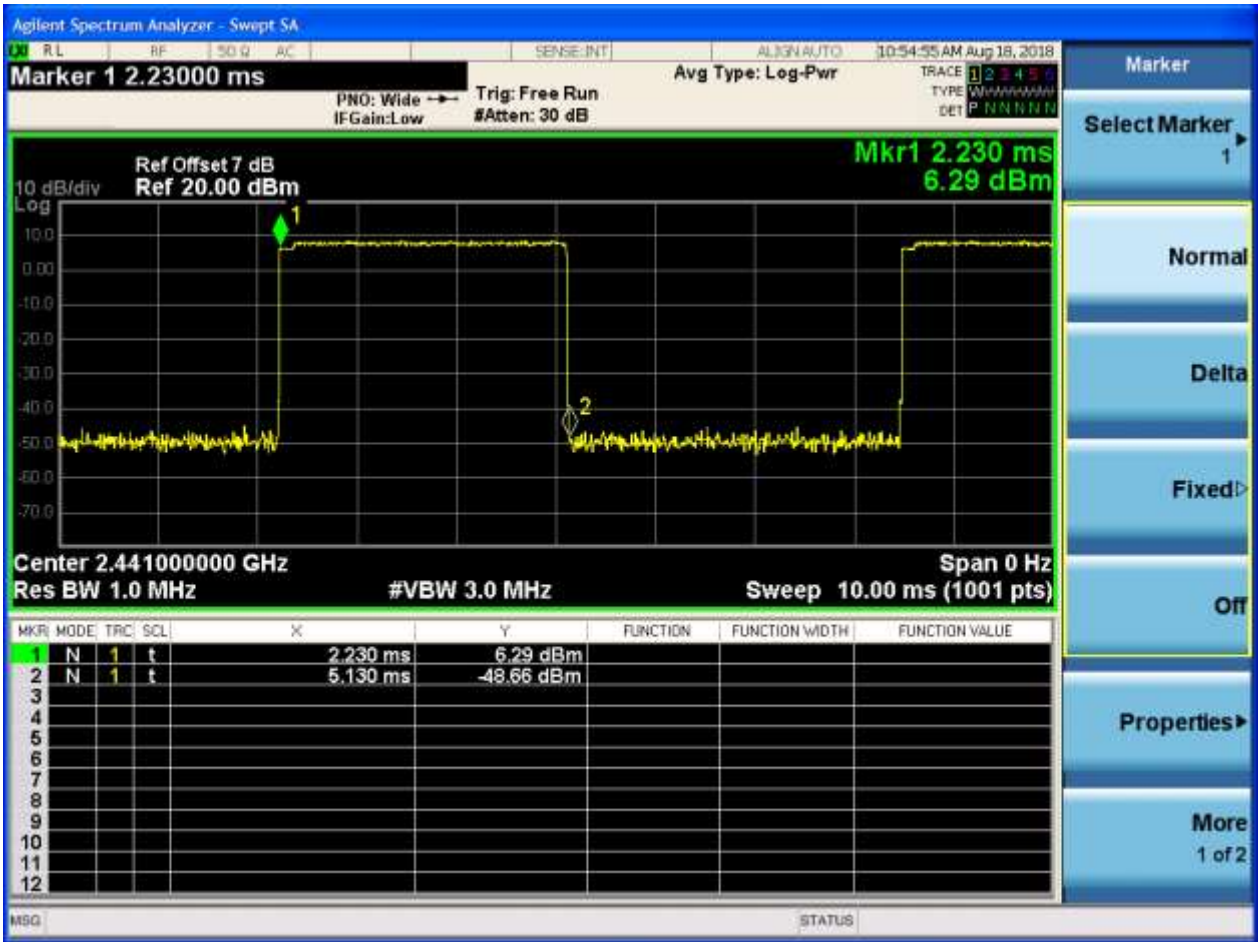 Agilent Spectrum Analyzer - Swept SA
RL RF 50 Ω AC SENSE:INT ALIGN AUTO 10:54:55 AM Aug 18, 2018
Marker 1 2.23000 ms
PNO: Wide
IFGain:Low
Trig: Free Run
#Atten: 30 dB
Avg Type: Log-Pwr
TRACE 1 2 3 4 5 6
TYPE
DET P N N N N N
Ref Offset 7 dB
10 dB/div Ref 20.00 dBm
Log
Mkr1 2.230 ms
6.29 dBm
10.0
0.00
-10.0
-20.0
-30.0
-40.0
-50.0
-60.0
-70.0
1
2
Center 2.441000000 GHz Span 0 Hz
Res BW 1.0 MHz #VBW 3.0 MHz Sweep 10.00 ms (1001 pts)
MKR MODE TRC SCL X Y FUNCTION FUNCTION WIDTH FUNCTION VALUE
1 N 1 t 2.230 ms 6.29 dBm
2 N 1 t 5.130 ms -48.66 dBm
3
4
5
6
7
8
9
10
11
12
MSG STATUS
Marker
Select Marker
1
Normal
Delta
Fixed
Off
Properties
More
1 of 2